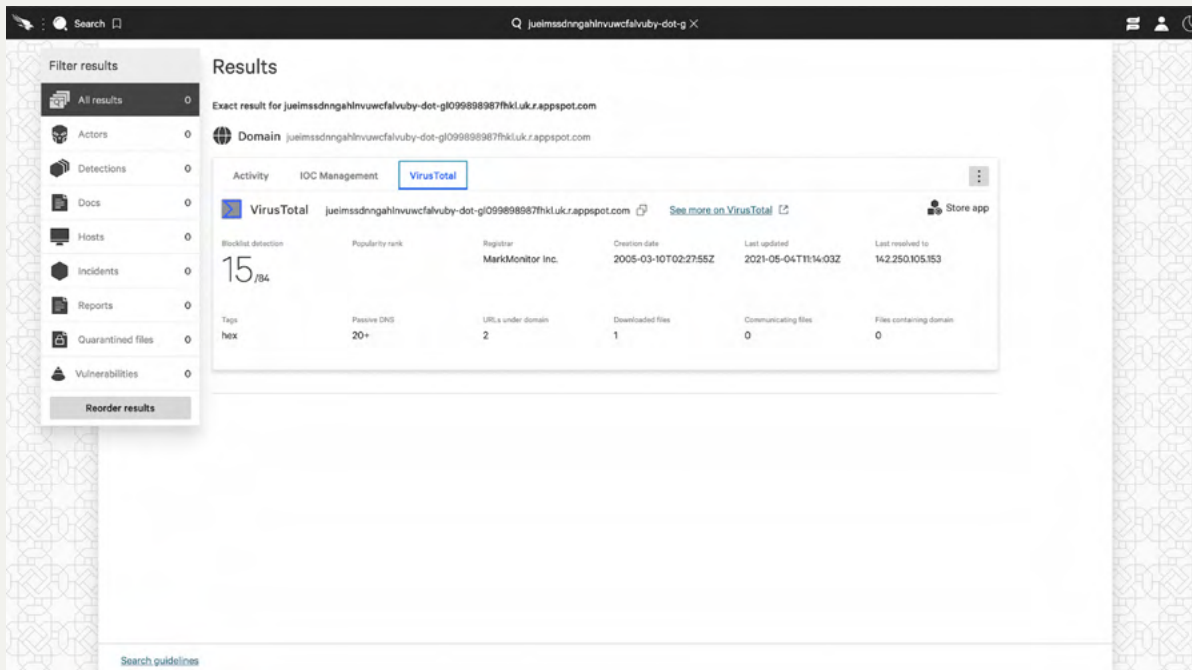 Search
jueimssdnngahlnvuwcfalvuby-dot-g
Filter results
All results 0
Actors 0
Detections 0
Docs 0
Hosts 0
Incidents 0
Reports 0
Quarantined files 0
Vulnerabilities 0
Reorder results
Results
Exact result for jueimssdnngahlnvuwcfalvuby-dot-gl099898987fhkl.uk.r.appspot.com
Domain jueimssdnngahlnvuwcfalvuby-dot-gl099898987fhkl.uk.r.appspot.com
Activity IOC Management VirusTotal
VirusTotal jueimssdnngahlnvuwcfalvuby-dot-gl099898987fhkl.uk.r.appspot.com See more on VirusTotal Store app
Blocklist detection Popularity rank Registrar Creation date Last updated Last resolved to
15/84 MarkMonitor Inc. 2005-03-10T02:27:55Z 2021-05-04T11:14:03Z 142.250.105.153
Tags Passive DNS URLs under domain Downloaded files Communicating files Files containing domain
hex 20+ 2 1 0 0
Search guidelines